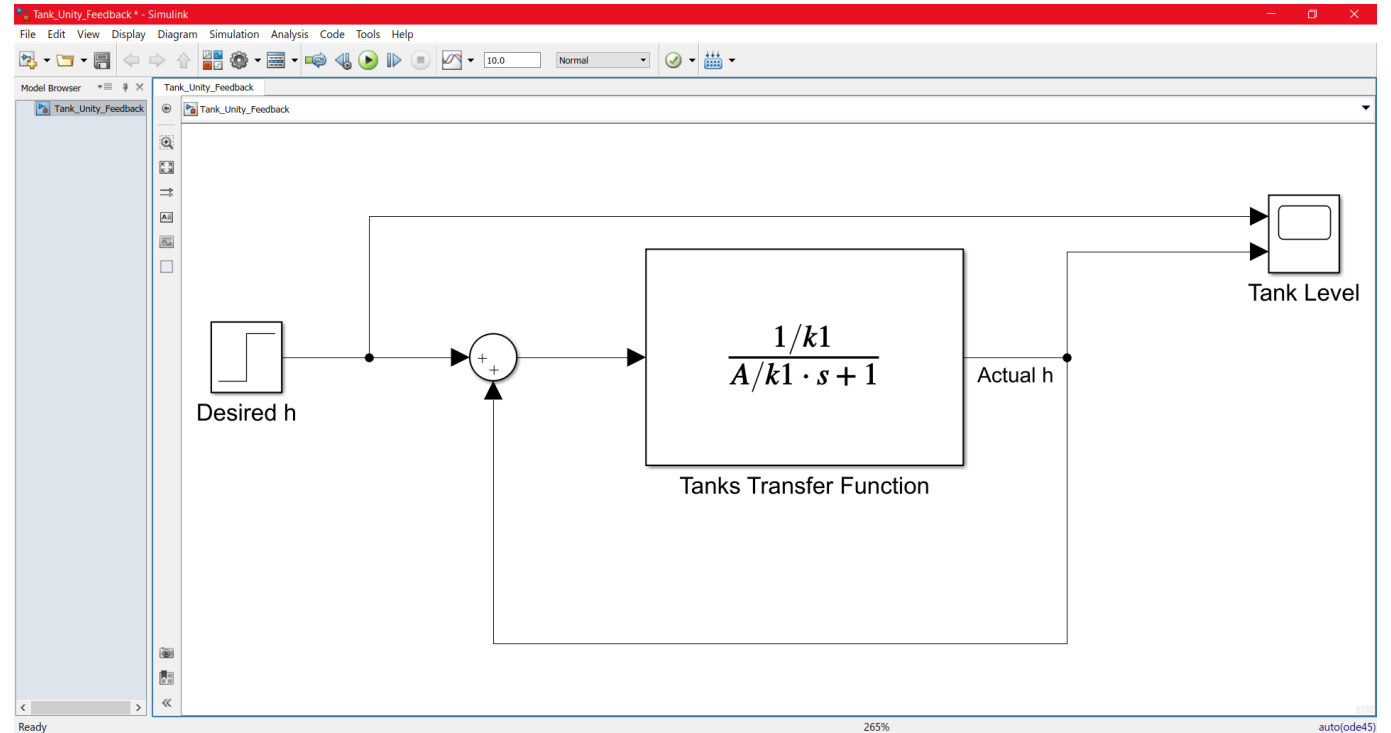 Tank_Unity_Feedback * - Simulink
File Edit View Display Diagram Simulation Analysis Code Tools Help
10.0 Normal
Model Browser
Tank_Unity_Feedback
Tank_Unity_Feedback
Tank_Unity_Feedback
Tank Level
Desired h
+
+
1/k1
A/k1 · s + 1
Actual h
Tanks Transfer Function
Ready 265% auto(ode45)